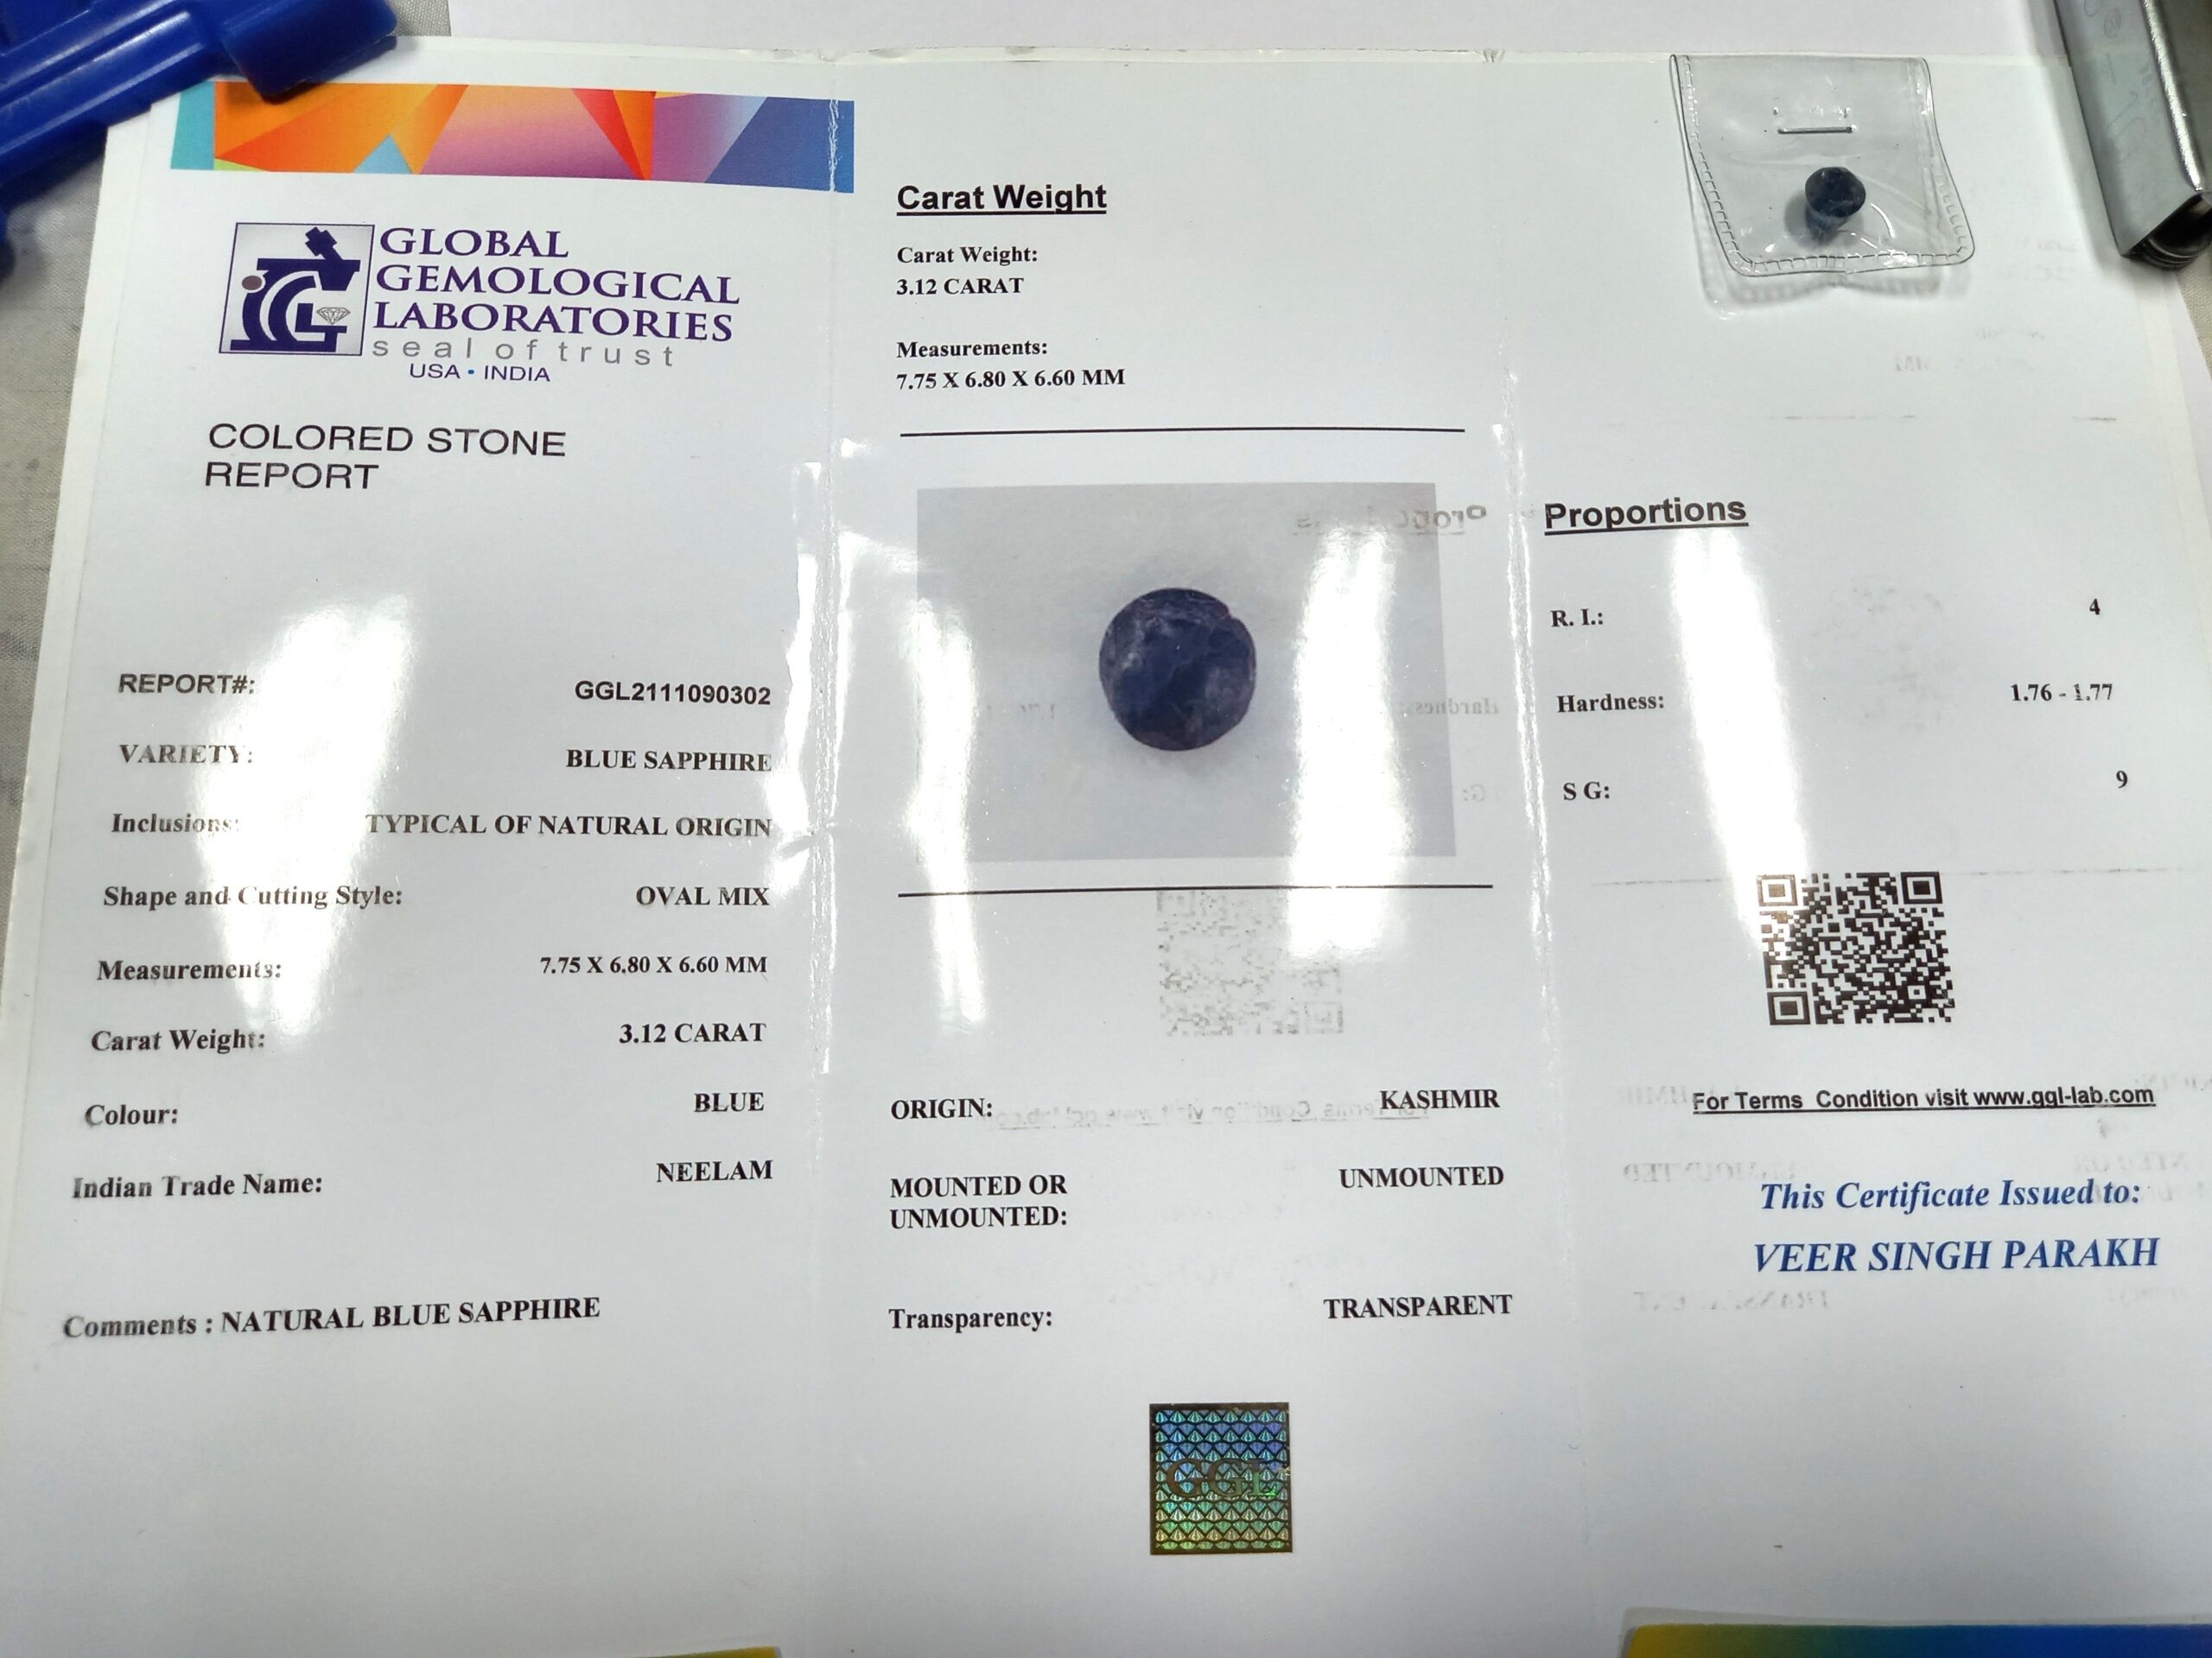 GLOBAL
GEMOLOGICAL
LABORATORIES
seal of trust
USA • INDIA
COLORED STONE
REPORT
REPORT#: GGL2111090302
VARIETY: BLUE SAPPHIRE
Inclusions: TYPICAL OF NATURAL ORIGIN
Shape and Cutting Style: OVAL MIX
Measurements: 7.75 X 6.80 X 6.60 MM
Carat Weight: 3.12 CARAT
Colour: BLUE
Indian Trade Name: NEELAM
Comments : NATURAL BLUE SAPPHIRE
Carat Weight
Carat Weight:
3.12 CARAT
Measurements:
7.75 X 6.80 X 6.60 MM
ORIGIN: KASHMIR
MOUNTED OR UNMOUNTED
UNMOUNTED:
Transparency: TRANSPARENT
GGL
Proportions
R. I.: 4
Hardness: 1.76 - 1.77
S G: 9
For Terms Condition visit www.ggl-lab.com
This Certificate Issued to:
VEER SINGH PARAKH